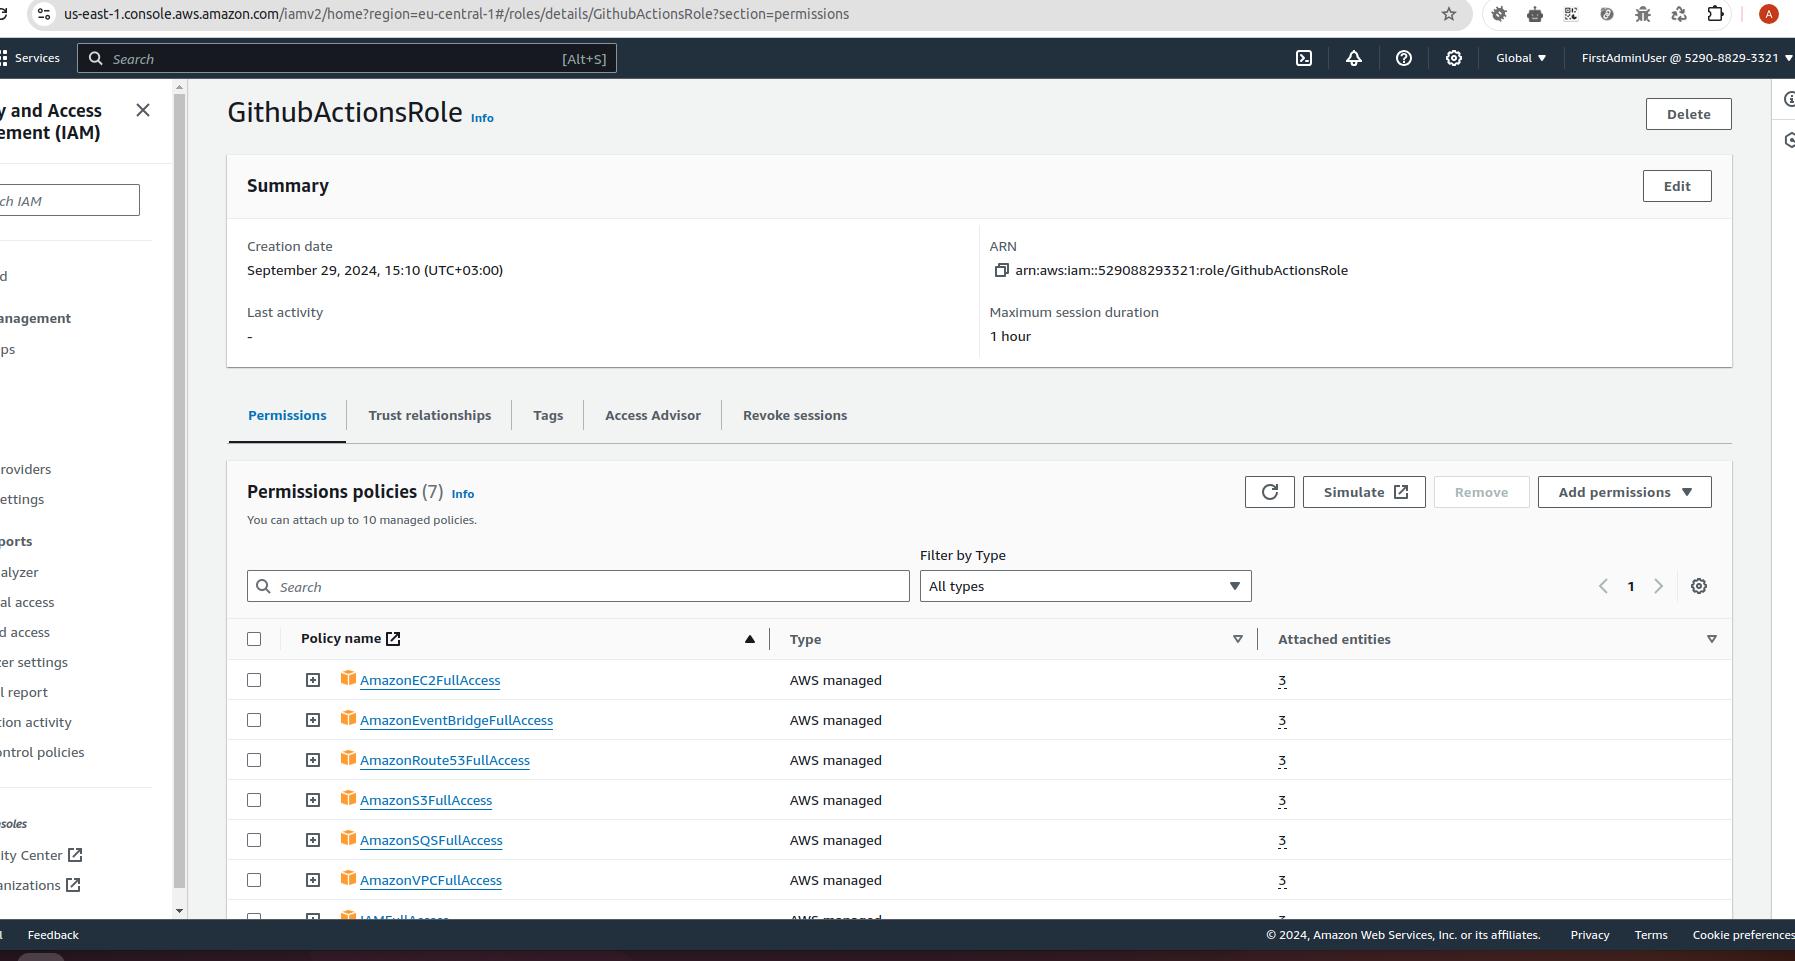 us-east-1.console.aws.amazon.com/iamv2/home?region=eu-central-1#/roles/details/GithubActionsRole?section=permissions
A
Services
Search
[Alt+S]
Global
FirstAdminUser @ 5290-8829-3321
y and Access
ement (IAM)
ch IAM
d
anagement
ps
roviders
ettings
ports
alyzer
al access
d access
er settings
l report
ion activity
ontrol policies
soles
ity Center
anizations
GithubActionsRole Info
Delete
Summary
Edit
Creation date
September 29, 2024, 15:10 (UTC+03:00)
ARN
arn:aws:iam::529088293321:role/GithubActionsRole
Last activity
-
Maximum session duration
1 hour
Permissions
Trust relationships
Tags
Access Advisor
Revoke sessions
Permissions policies (7) Info
You can attach up to 10 managed policies.
Simulate
Remove
Add permissions
Filter by Type
Search
All types
1
Policy name
Type
Attached entities
AmazonEC2FullAccess AWS managed 3
AmazonEventBridgeFullAccess AWS managed 3
AmazonRoute53FullAccess AWS managed 3
AmazonS3FullAccess AWS managed 3
AmazonSQSFullAccess AWS managed 3
AmazonVPCFullAccess AWS managed 3
IAMFullAccess AWS managed 3
l
Feedback
© 2024, Amazon Web Services, Inc. or its affiliates.
Privacy
Terms
Cookie preferences